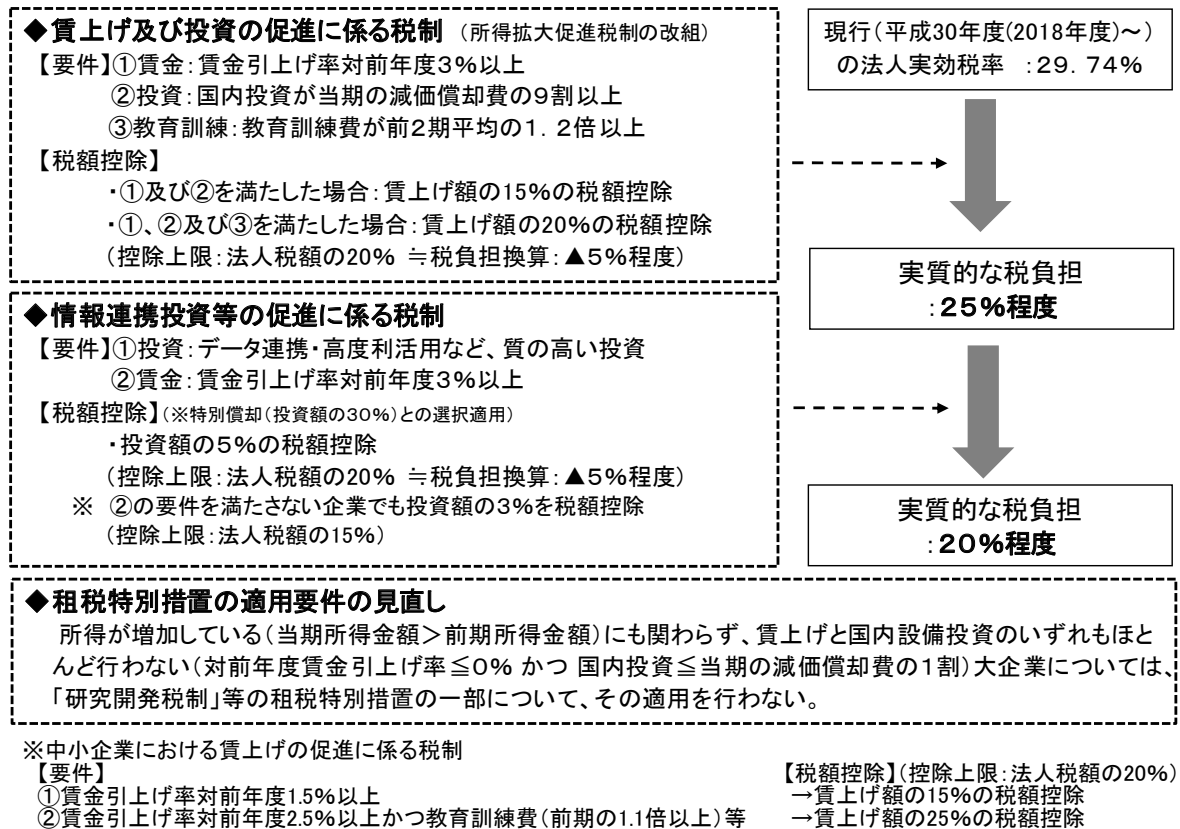 ◆賃上げ及び投資の促進に係る税制 (所得拡大促進税制の改組)
【要件】①賃金：賃金引上げ率対前年度3％以上
②投資：国内投資が当期の減価償却費の9割以上
③教育訓練：教育訓練費が前2期平均の1．2倍以上
【税額控除】
・①及び②を満たした場合：賃上げ額の15％の税額控除
・①、②及び③を満たした場合：賃上げ額の20％の税額控除
（控除上限：法人税額の20％ ≒税負担換算：▲5％程度）
現行（平成30年度(2018年度)～）
の法人実効税率 ：29．74％
実質的な税負担
：25％程度
◆情報連携投資等の促進に係る税制
【要件】①投資：データ連携・高度利活用など、質の高い投資
②賃金：賃金引上げ率対前年度3％以上
【税額控除】（※特別償却（投資額の30％）との選択適用）
・投資額の5％の税額控除
（控除上限：法人税額の20％ ≒税負担換算：▲5％程度）
※ ②の要件を満たさない企業でも投資額の3％を税額控除
（控除上限：法人税額の15％）
実質的な税負担
：20％程度
◆租税特別措置の適用要件の見直し
所得が増加している（当期所得金額＞前期所得金額）にも関わらず、賃上げと国内設備投資のいずれもほと
んど行わない（対前年度賃金引上げ率≦0％ かつ 国内投資≦当期の減価償却費の1割）大企業については、
「研究開発税制」等の租税特別措置の一部について、その適用を行わない。
※中小企業における賃上げの促進に係る税制
【要件】 【税額控除】（控除上限：法人税額の20％）
①賃金引上げ率対前年度1.5％以上 →賃上げ額の15％の税額控除
②賃金引上げ率対前年度2.5％以上かつ教育訓練費（前期の1.1倍以上）等 →賃上げ額の25％の税額控除